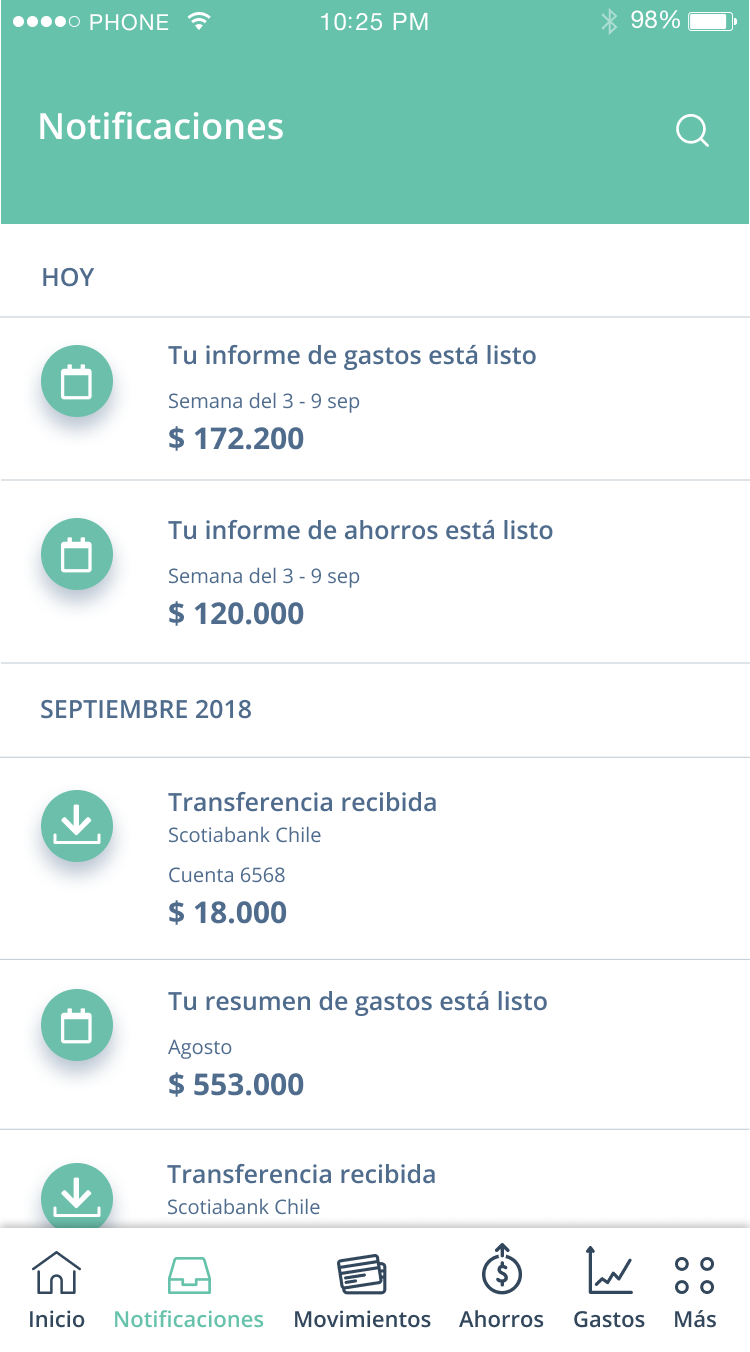 PHONE 10:25 PM 98%
Notificaciones
HOY
Tu informe de gastos está listo
Semana del 3 - 9 sep
$ 172.200
Tu informe de ahorros está listo
Semana del 3 - 9 sep
$ 120.000
SEPTIEMBRE 2018
Transferencia recibida
Scotiabank Chile
Cuenta 6568
$ 18.000
Tu resumen de gastos está listo
Agosto
$ 553.000
Transferencia recibida
Scotiabank Chile
Inicio Notificaciones Movimientos Ahorros Gastos Más